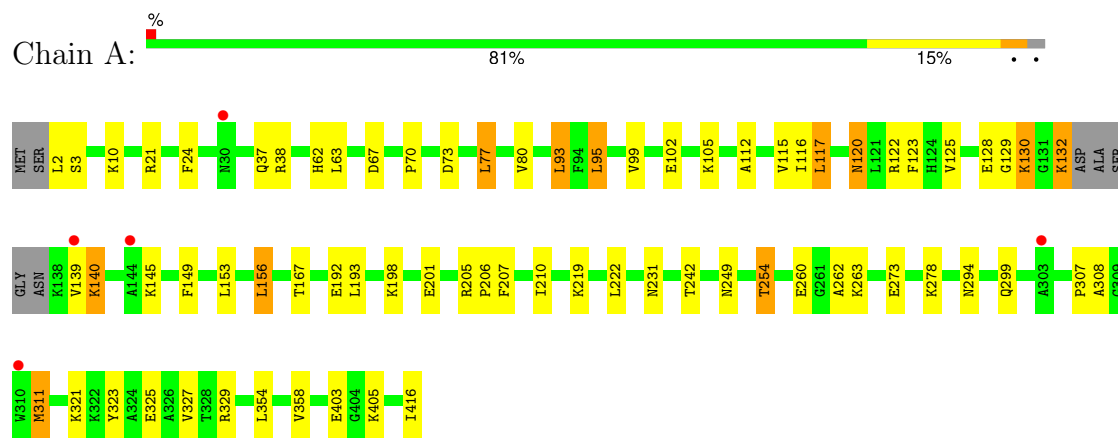 %
Chain A:
81% 15% • •
MET SER L2 S3 K10 R21 F24 N30 Q37 R38 H62 L63 D67 P70 D73 L77 V80 L93 F94 L95 V99 E102 K105 A112 V115 I116 L117 N120 L121 R122 F123 H124 V125 E128 G129 K130 G131 K132 ASP ALA SER
GLY ASN K138 V139 K140 A144 K145 F149 L153 L156 T167 E192 L193 K198 E201 R205 P206 F207 I210 K219 L222 N231 T242 N249 T254 E260 G261 A262 K263 E273 K278 N294 Q299 A303 P307 A308 G309
W310 M311 K321 K322 Y323 A324 E325 A326 V327 T328 R329 L354 V358 E403 G404 K405 I416